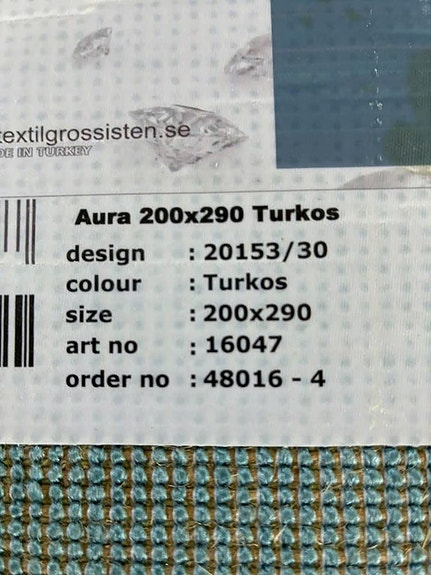 textilgrossisten.se
DE IN TURKEY
Aura 200x290 Turkos
design : 20153/30
colour : Turkos
size : 200x290
art no : 16047
order no : 48016 - 4